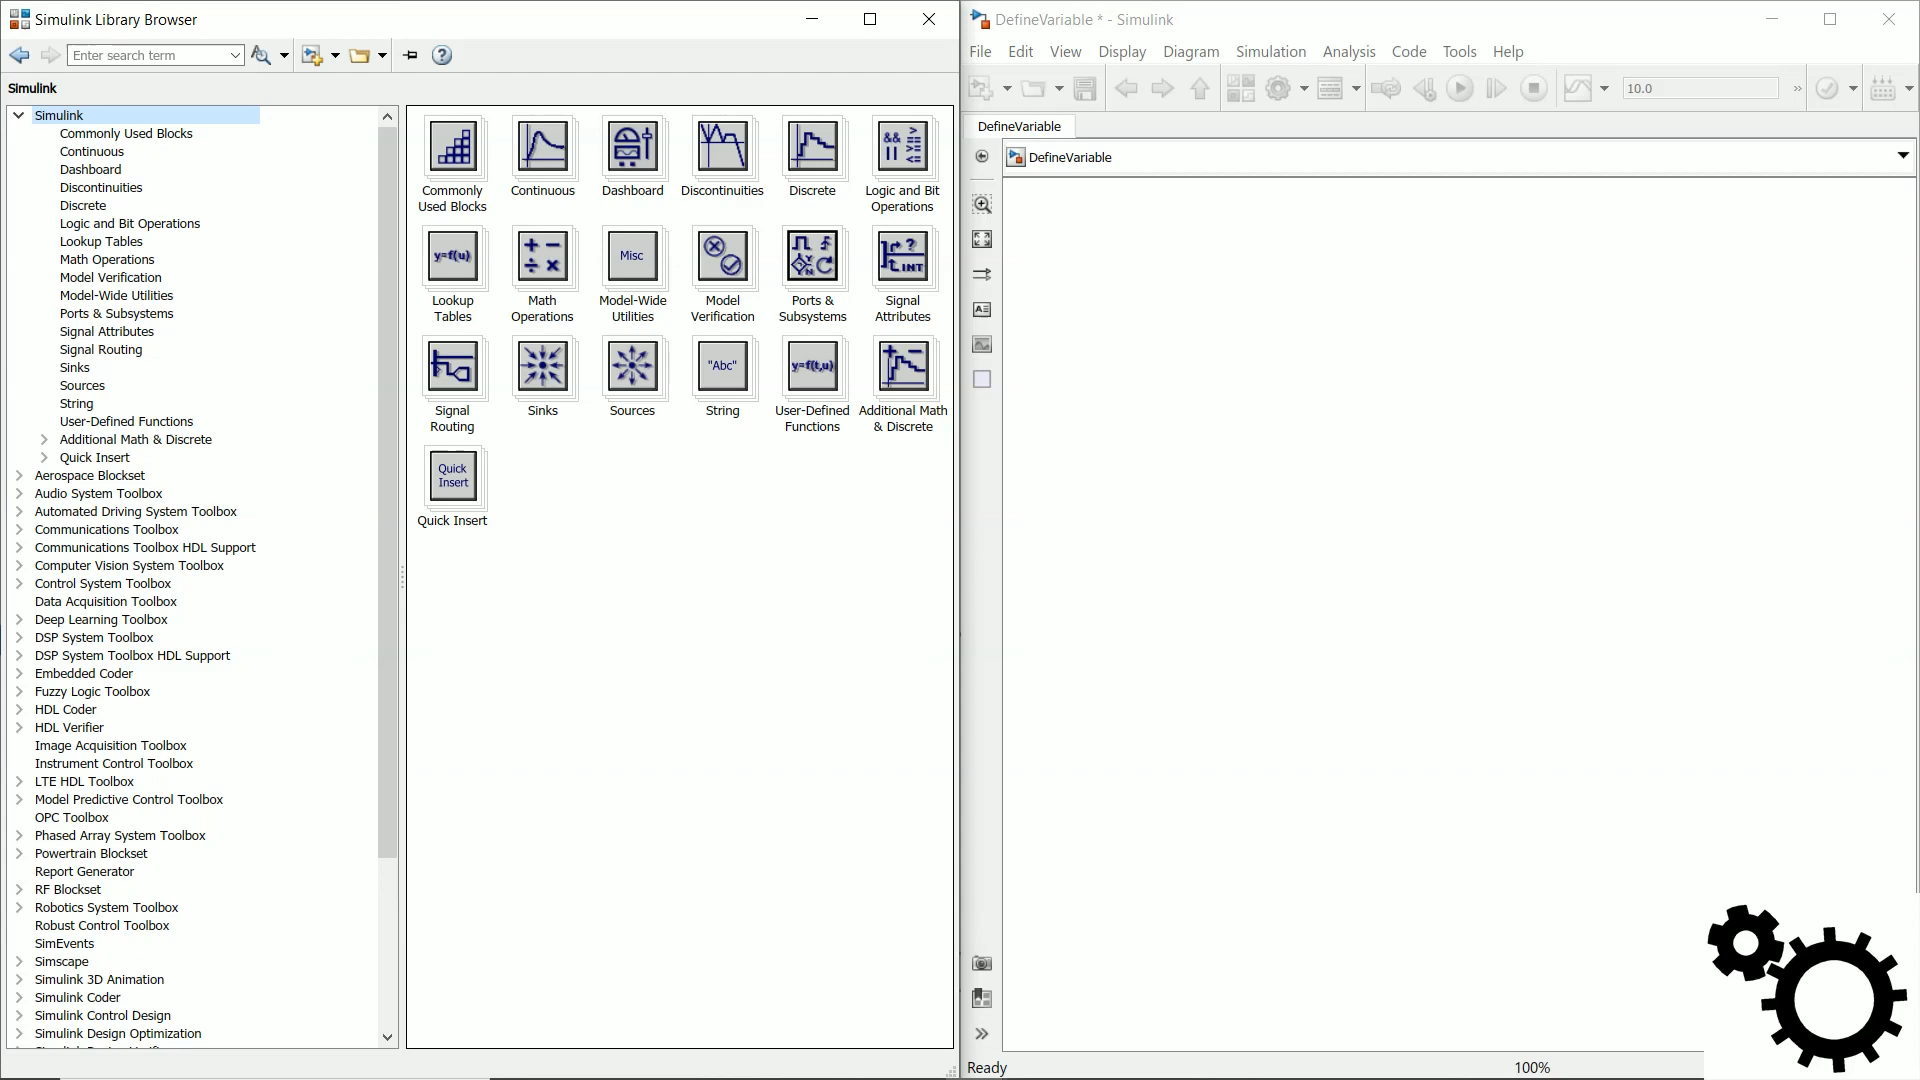 Simulink Library Browser
Enter search term
Simulink
Simulink
Commonly Used Blocks
Continuous
Dashboard
Discontinuities
Discrete
Logic and Bit Operations
Lookup Tables
Math Operations
Model Verification
Model-Wide Utilities
Ports & Subsystems
Signal Attributes
Signal Routing
Sinks
Sources
String
User-Defined Functions
Additional Math & Discrete
Quick Insert
Aerospace Blockset
Audio System Toolbox
Automated Driving System Toolbox
Communications Toolbox
Communications Toolbox HDL Support
Computer Vision System Toolbox
Control System Toolbox
Data Acquisition Toolbox
Deep Learning Toolbox
DSP System Toolbox
DSP System Toolbox HDL Support
Embedded Coder
Fuzzy Logic Toolbox
HDL Coder
HDL Verifier
Image Acquisition Toolbox
Instrument Control Toolbox
LTE HDL Toolbox
Model Predictive Control Toolbox
OPC Toolbox
Phased Array System Toolbox
Powertrain Blockset
Report Generator
RF Blockset
Robotics System Toolbox
Robust Control Toolbox
SimEvents
Simscape
Simulink 3D Animation
Simulink Coder
Simulink Control Design
Simulink Design Optimization
Commonly
Used Blocks
Continuous
Dashboard
Discontinuities
Discrete
Logic and Bit
Operations
y=f(u)
Lookup
Tables
Math
Operations
Misc
Model-Wide
Utilities
Model
Verification
Ports &
Subsystems
? INT
Signal
Attributes
Signal
Routing
Sinks
Sources
"Abc"
String
y=f(t,u)
User-Defined
Functions
Additional Math
& Discrete
Quick
Insert
Quick Insert
DefineVariable * - Simulink
File Edit View Display Diagram Simulation Analysis Code Tools Help
10.0
DefineVariable
DefineVariable
Ready
100%